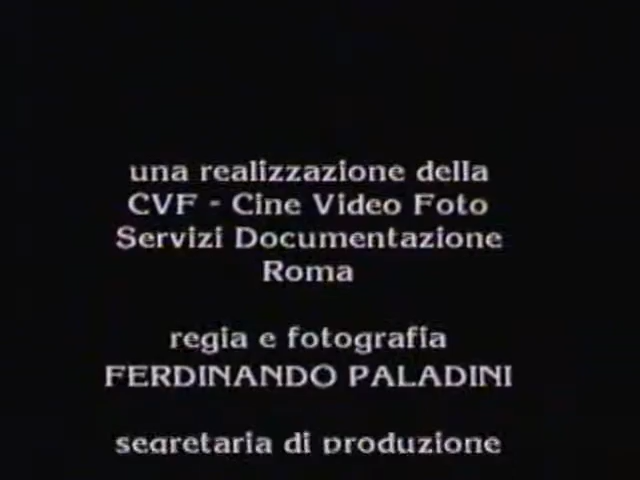 una realizzazione della
CVF - Cine Video Foto
Servizi Documentazione
Roma
regia e fotografia
FERDINANDO PALADINI
segretaria di produzione